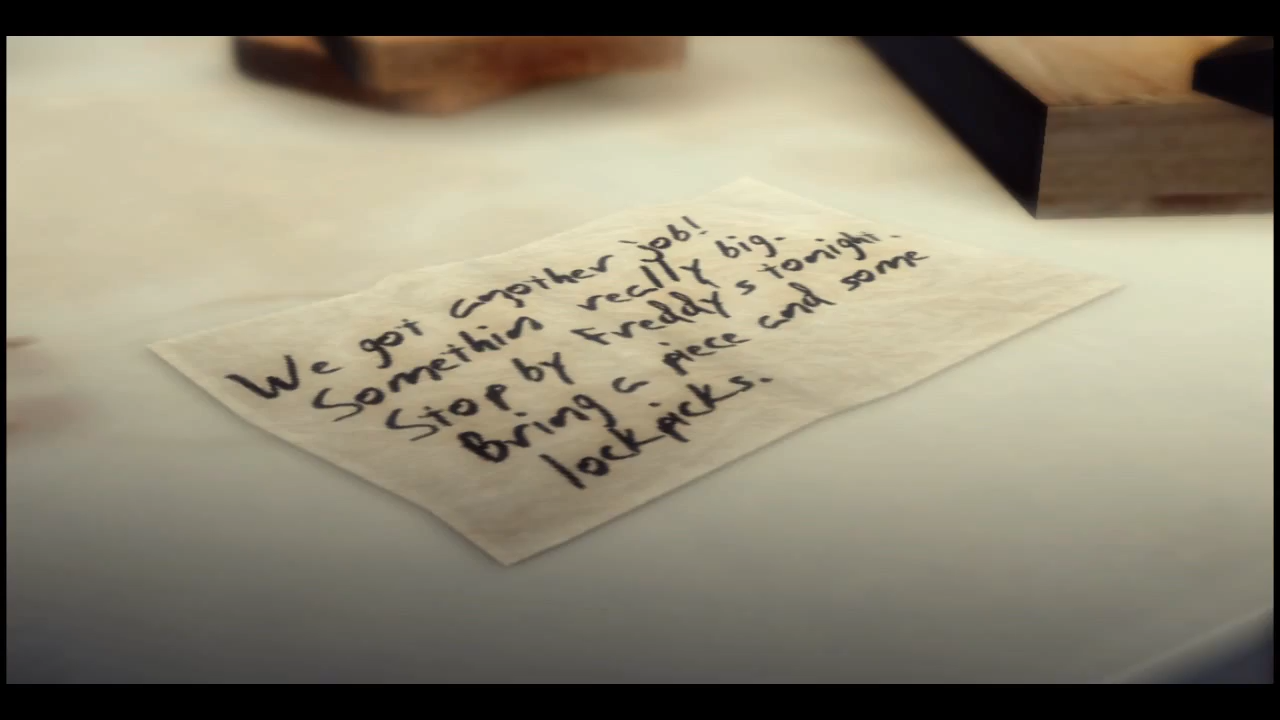 We got another job!
Somethin really big.
Stop by Freddy's tonight.
Bring a piece and some
lockpicks.